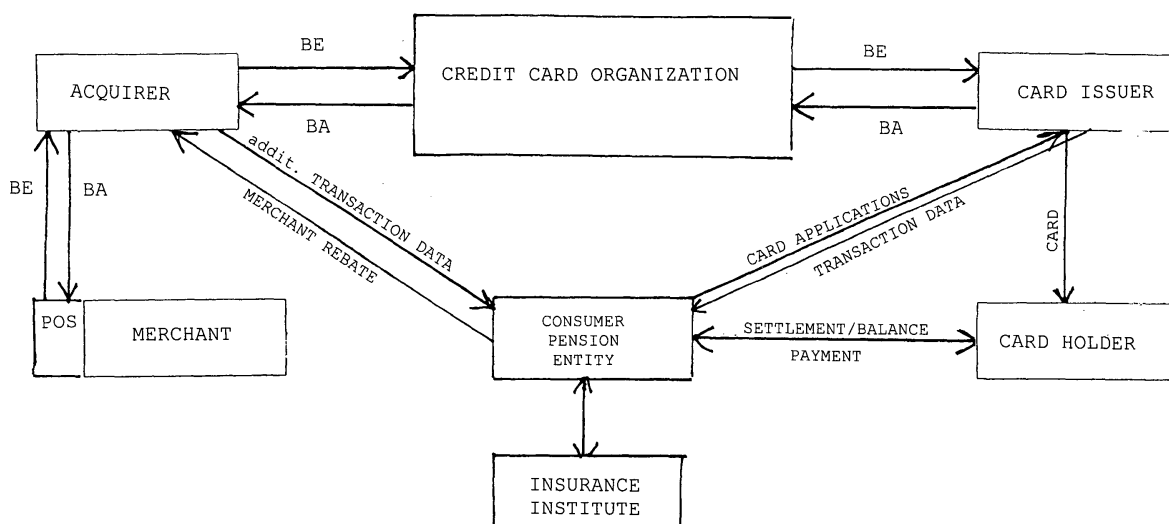 BE
BE
ACQUIRER
CREDIT CARD ORGANIZATION
CARD ISSUER
BA
BA
BE
BA
addit. TRANSACTION DATA
MERCHANT REBATE
CARD APPLICATIONS
TRANSACTION DATA
CARD
POS
MERCHANT
CONSUMER
PENSION
ENTITY
SETTLEMENT/BALANCE
PAYMENT
CARD HOLDER
INSURANCE
INSTITUTE